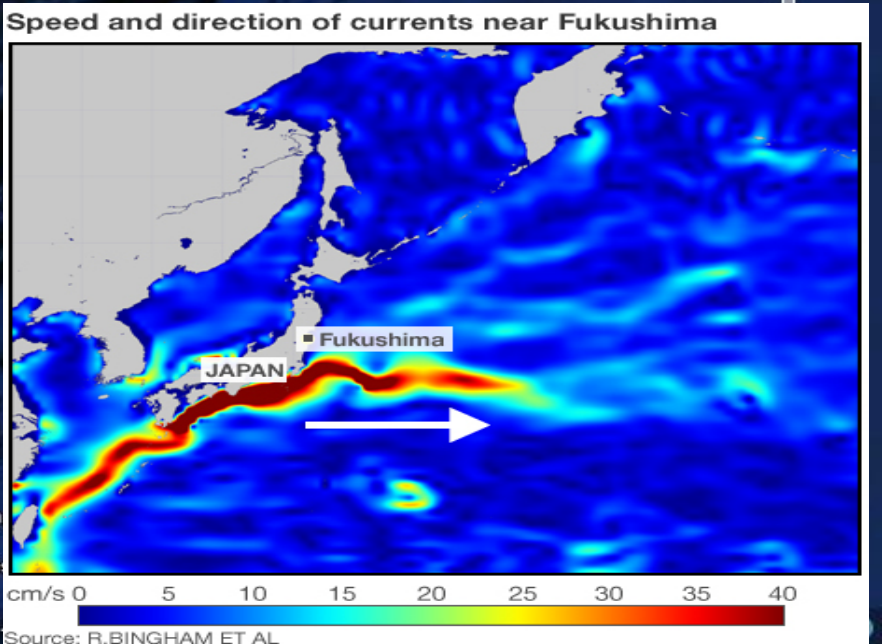 Speed and direction of currents near Fukushima
Fukushima
JAPAN
cm/s 0 5 10 15 20 25 30 35 40
Source: R.BINGHAM ET AL